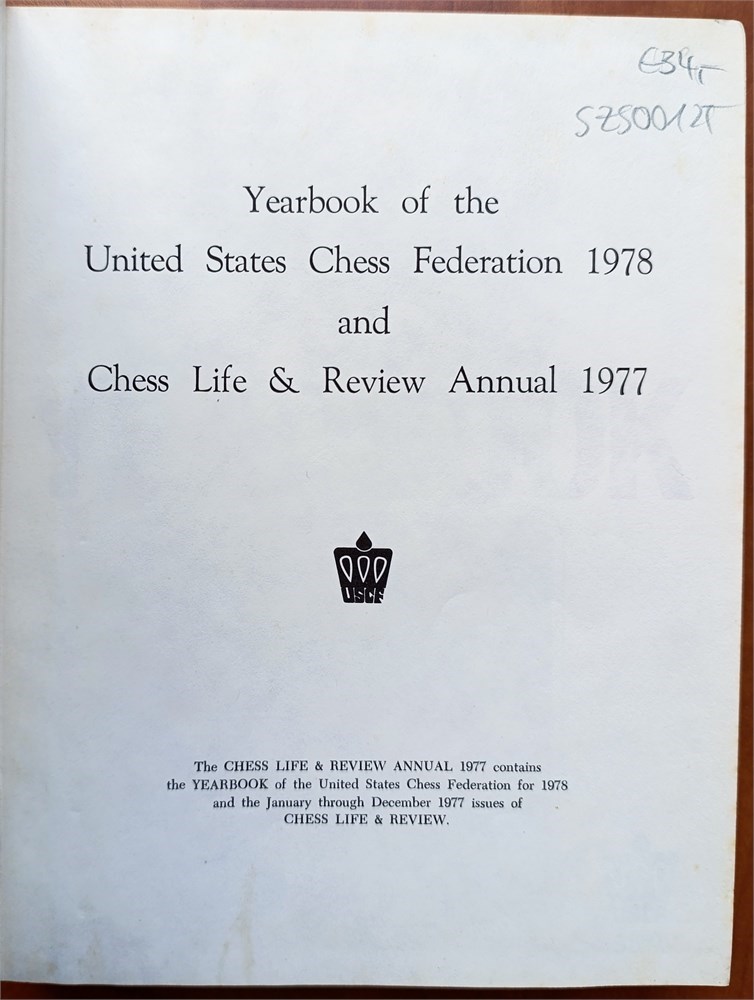 €34,-
SZS0012T
Yearbook of the
United States Chess Federation 1978
and
Chess Life & Review Annual 1977
USCF
The CHESS LIFE & REVIEW ANNUAL 1977 contains
the YEARBOOK of the United States Chess Federation for 1978
and the January through December 1977 issues of
CHESS LIFE & REVIEW.